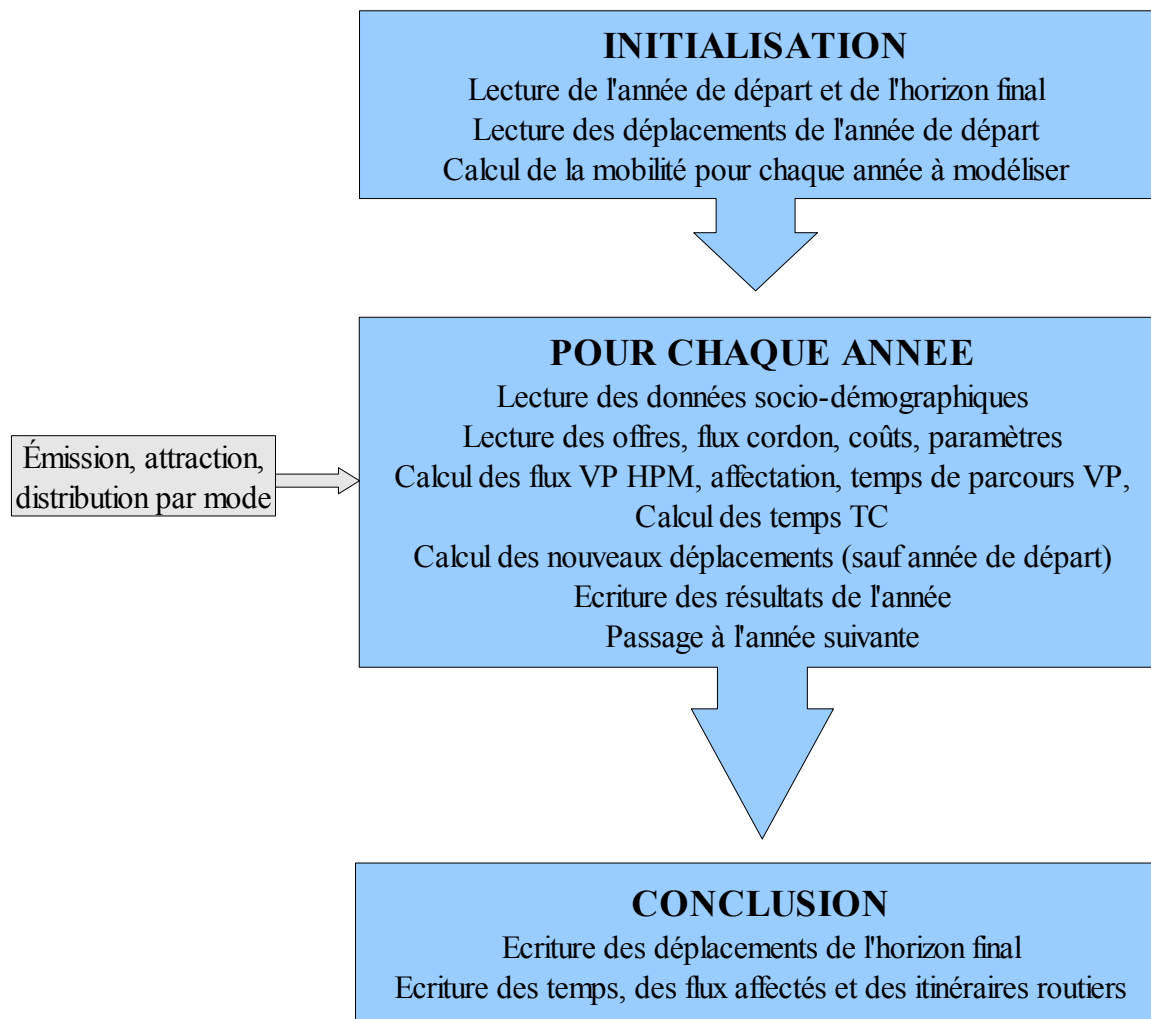 INITIALISATION
Lecture de l'année de départ et de l'horizon final
Lecture des déplacements de l'année de départ
Calcul de la mobilité pour chaque année à modéliser
POUR CHAQUE ANNEE
Lecture des données socio-démographiques
Lecture des offres, flux cordon, coûts, paramètres
Calcul des flux VP HPM, affectation, temps de parcours VP,
Calcul des temps TC
Calcul des nouveaux déplacements (sauf année de départ)
Ecriture des résultats de l'année
Passage à l'année suivante
Émission, attraction,
distribution par mode
CONCLUSION
Ecriture des déplacements de l'horizon final
Ecriture des temps, des flux affectés et des itinéraires routiers